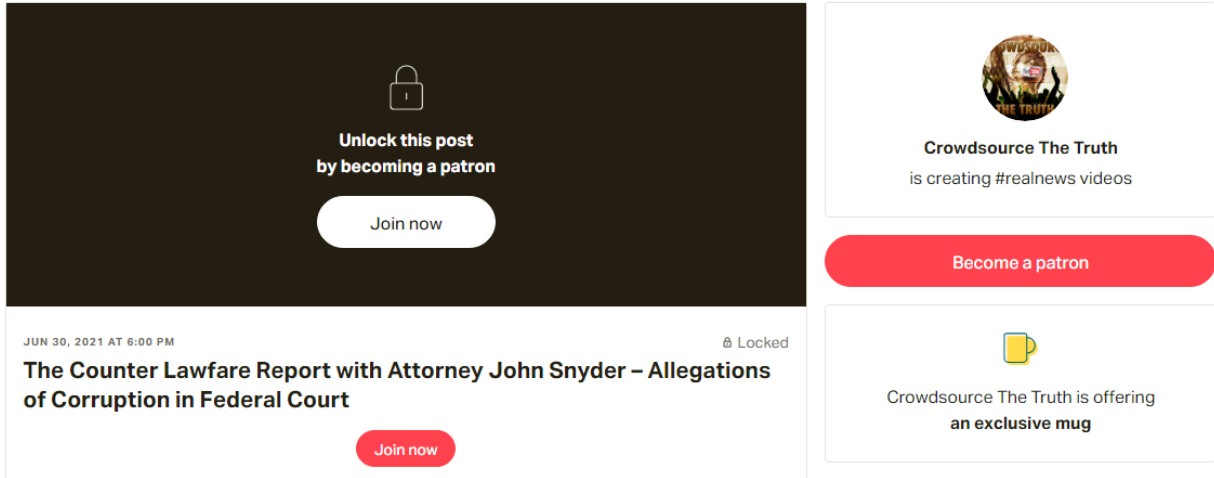 Unlock this post
by becoming a patron
Join now
JUN 30, 2021 AT 6:00 PM
Locked
The Counter Lawfare Report with Attorney John Snyder – Allegations
of Corruption in Federal Court
Join now
THE TRUTH
Crowdsource The Truth
is creating #realnews videos
Become a patron
Crowdsource The Truth is offering
an exclusive mug